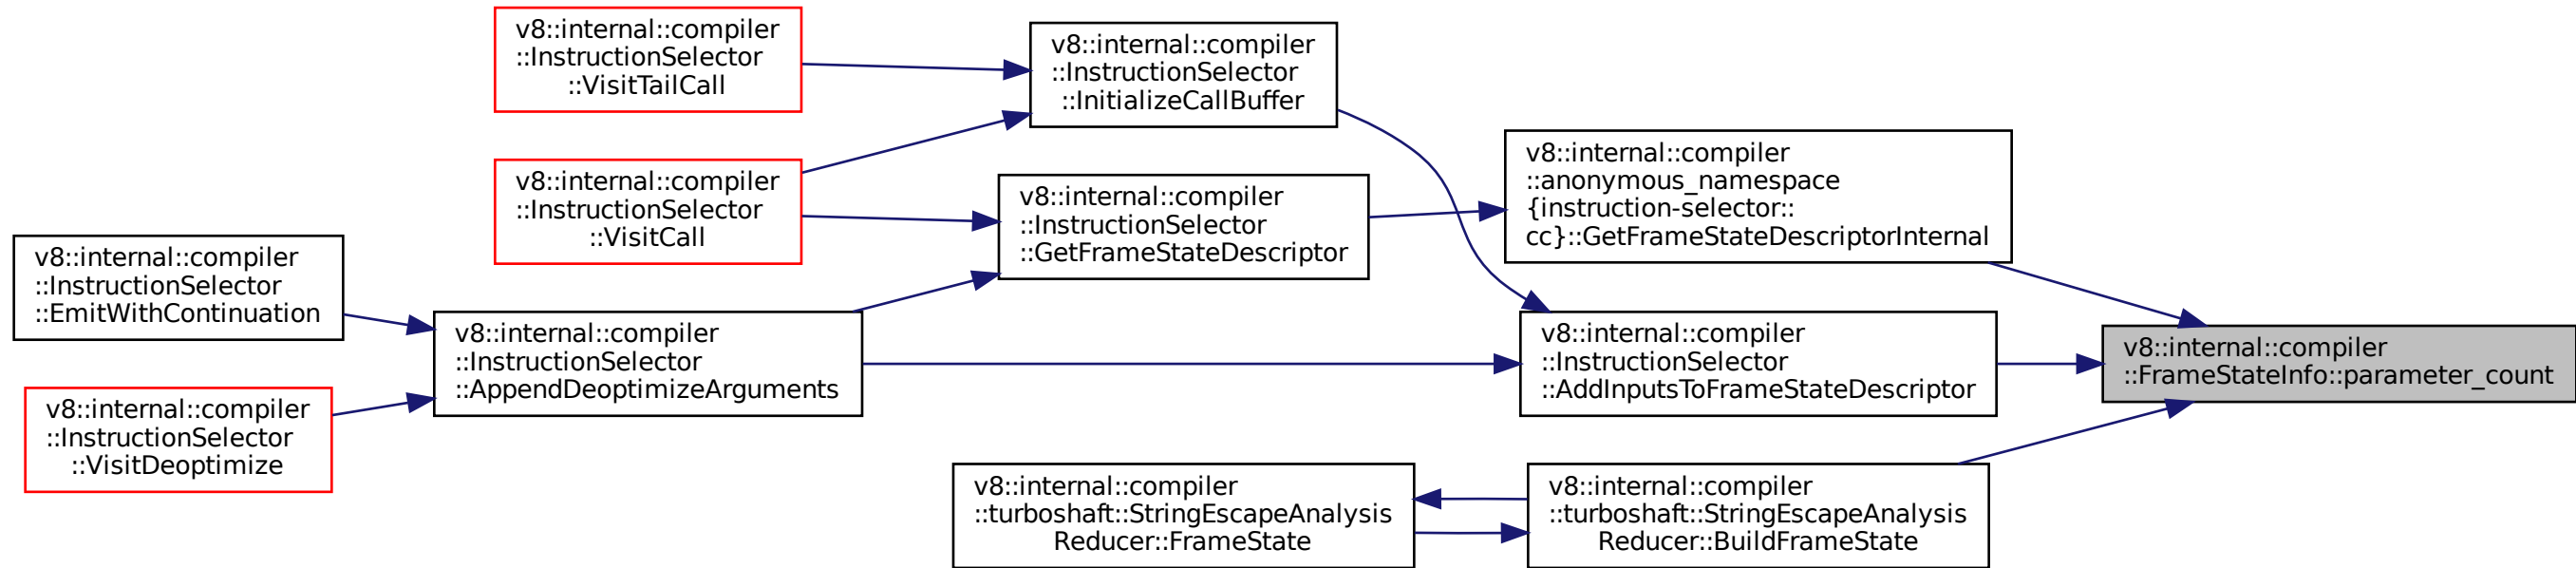 v8::internal::compiler
::InstructionSelector
::VisitTailCall
v8::internal::compiler
::InstructionSelector
::InitializeCallBuffer
v8::internal::compiler
::anonymous_namespace
{instruction-selector::
cc}::GetFrameStateDescriptorInternal
v8::internal::compiler
::InstructionSelector
::VisitCall
v8::internal::compiler
::InstructionSelector
::GetFrameStateDescriptor
v8::internal::compiler
::InstructionSelector
::EmitWithContinuation
v8::internal::compiler
::InstructionSelector
::AppendDeoptimizeArguments
v8::internal::compiler
::InstructionSelector
::AddInputsToFrameStateDescriptor
v8::internal::compiler
::FrameStateInfo::parameter_count
v8::internal::compiler
::InstructionSelector
::VisitDeoptimize
v8::internal::compiler
::turboshaft::StringEscapeAnalysis
Reducer::FrameState
v8::internal::compiler
::turboshaft::StringEscapeAnalysis
Reducer::BuildFrameState